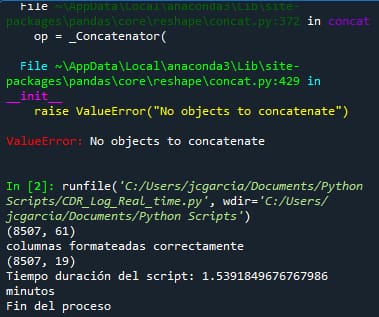 File ~\AppData\Local\anaconda3\Lib\site-
packages\pandas\core\reshape\concat.py:372 in concat
op = _Concatenator(
File ~\AppData\Local\anaconda3\Lib\site-
packages\pandas\core\reshape\concat.py:429 in
__init__
raise ValueError("No objects to concatenate")
ValueError: No objects to concatenate
In [2]: runfile('C:/Users/jcgarcia/Documents/Python
Scripts/CDR_Log_Real_time.py', wdir='C:/Users/
jcgarcia/Documents/Python Scripts')
(8507, 61)
columnas formateadas correctamente
(8507, 19)
Tiempo duración del script: 1.5391849676767986
minutos
Fin del proceso